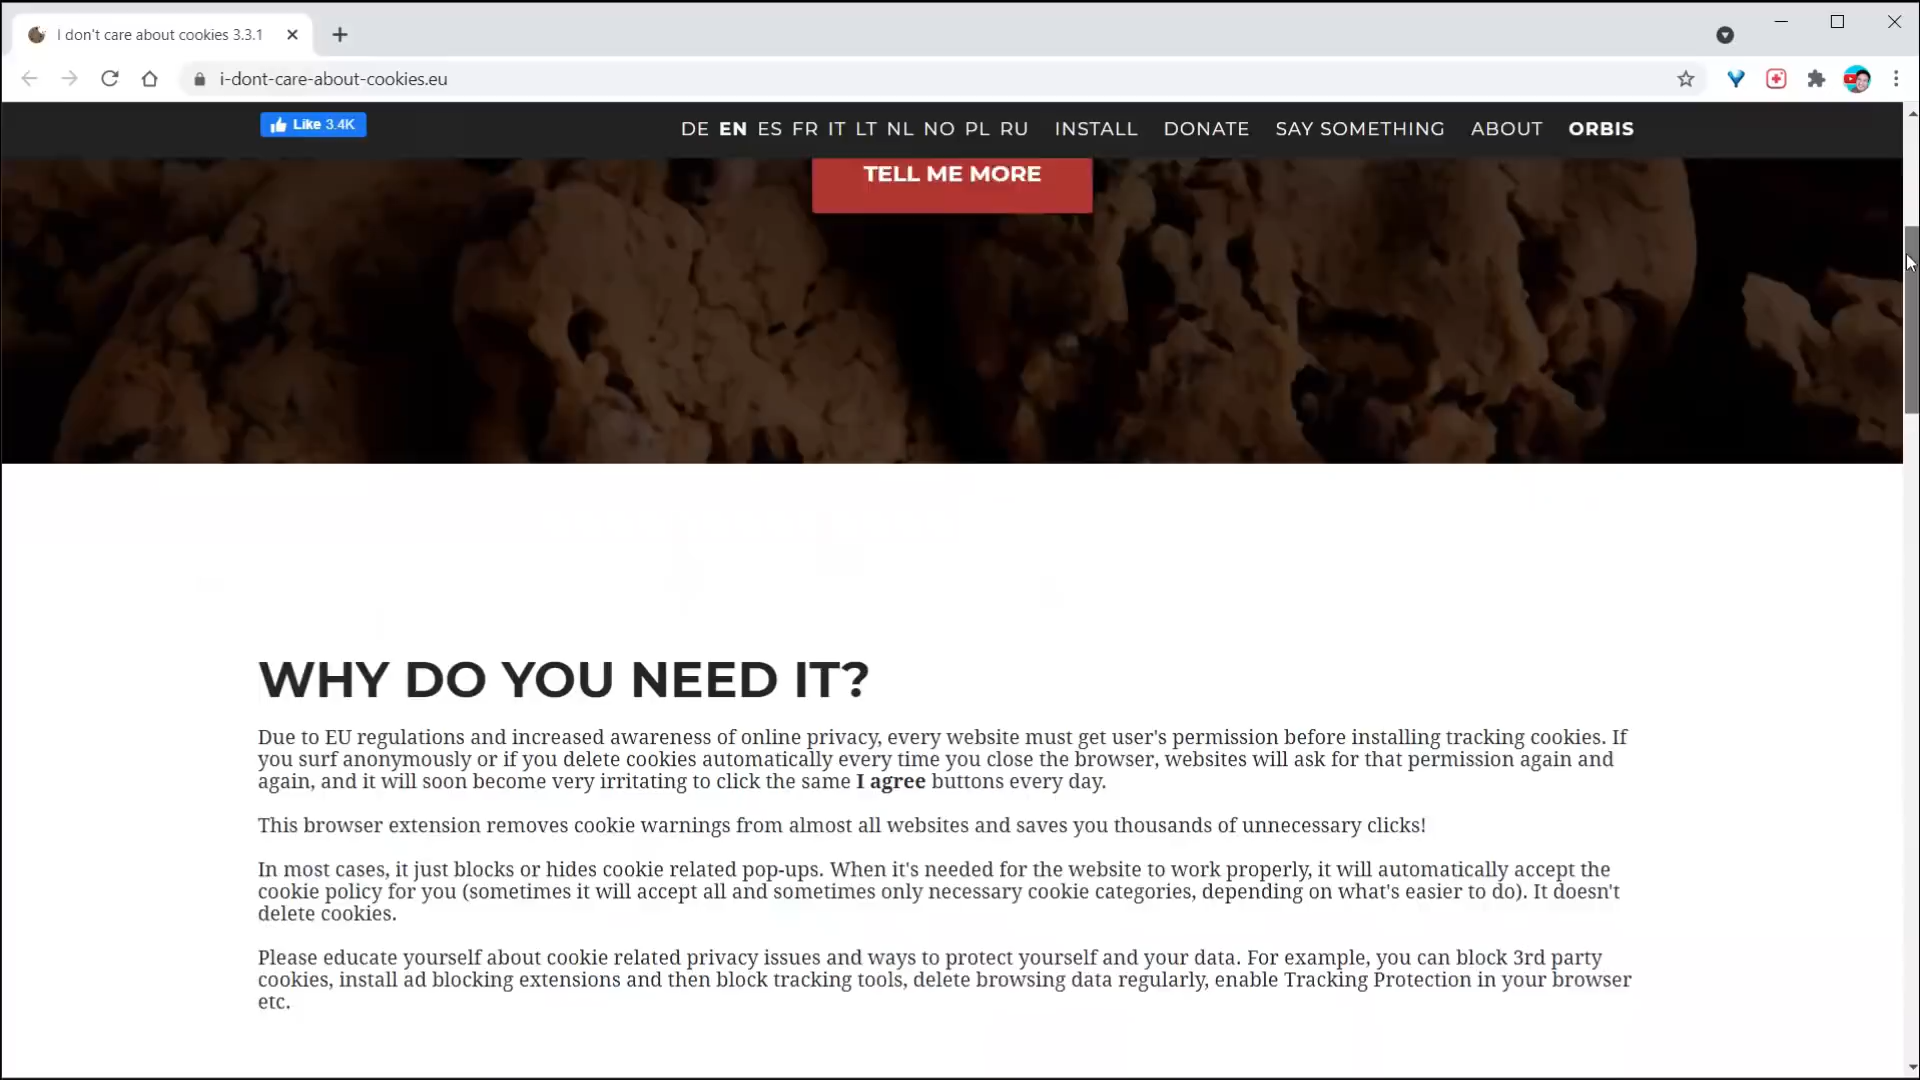 I don't care about cookies 3.3.1
i-dont-care-about-cookies.eu
Like 3.4K
DE EN ES FR IT LT NL NO PL RU INSTALL DONATE SAY SOMETHING ABOUT ORBIS
TELL ME MORE
WHY DO YOU NEED IT?
Due to EU regulations and increased awareness of online privacy, every website must get user's permission before installing tracking cookies. If
you surf anonymously or if you delete cookies automatically every time you close the browser, websites will ask for that permission again and
again, and it will soon become very irritating to click the same I agree buttons every day.
This browser extension removes cookie warnings from almost all websites and saves you thousands of unnecessary clicks!
In most cases, it just blocks or hides cookie related pop-ups. When it's needed for the website to work properly, it will automatically accept the
cookie policy for you (sometimes it will accept all and sometimes only necessary cookie categories, depending on what's easier to do). It doesn't
delete cookies.
Please educate yourself about cookie related privacy issues and ways to protect yourself and your data. For example, you can block 3rd party
cookies, install ad blocking extensions and then block tracking tools, delete browsing data regularly, enable Tracking Protection in your browser
etc.